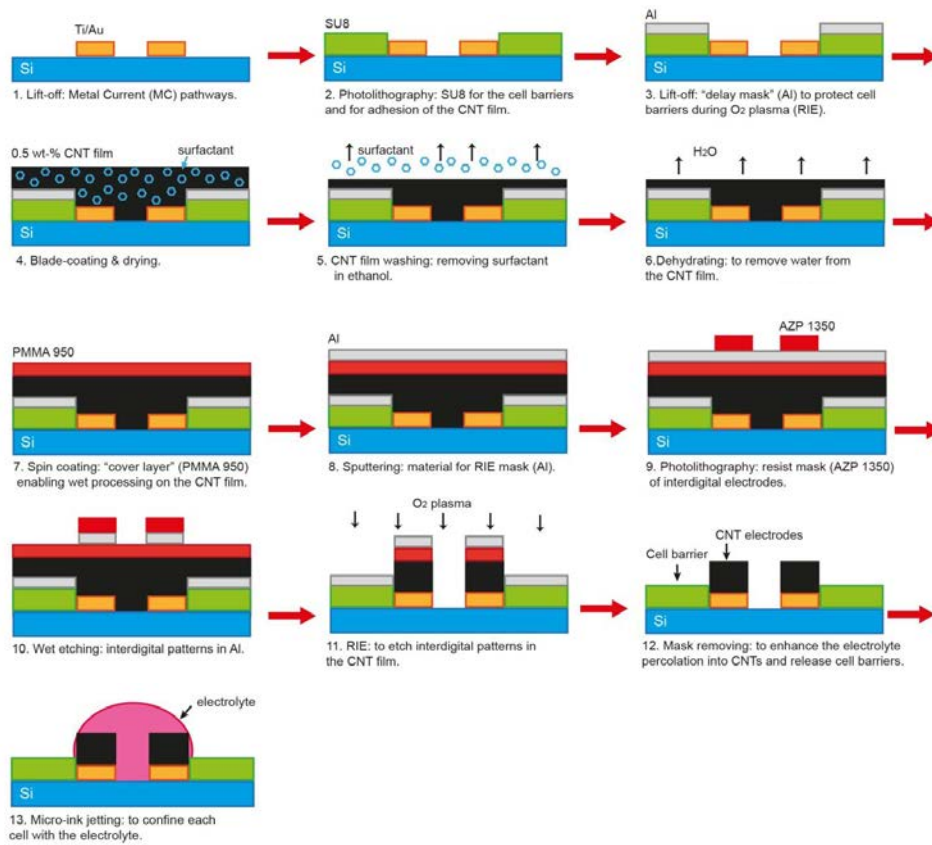 Ti/Au
Si
1. Lift-off: Metal Current (MC) pathways.
SU8
Si
2. Photolithography: SU8 for the cell barriers
and for adhesion of the CNT film.
Al
Si
3. Lift-off: “delay mask” (Al) to protect cell
barriers during O₂ plasma (RIE).
0.5 wt-% CNT film
surfactant
Si
4. Blade-coating & drying.
surfactant
Si
5. CNT film washing: removing surfactant
in ethanol.
H₂O
Si
6.Dehydrating: to remove water from
the CNT film.
PMMA 950
Si
7. Spin coating: “cover layer” (PMMA 950)
enabling wet processing on the CNT film.
Al
Si
8. Sputtering: material for RIE mask (Al).
AZP 1350
Si
9. Photolithography: resist mask (AZP 1350)
of interdigital electrodes.
10. Wet etching: interdigital patterns in Al.
O₂ plasma
Si
11. RIE: to etch interdigital patterns in
the CNT film.
CNT electrodes
Cell barrier
Si
12. Mask removing: to enhance the electrolyte
percolation into CNTs and release cell barriers.
electrolyte
Si
13. Micro-ink jetting: to confine each
cell with the electrolyte.